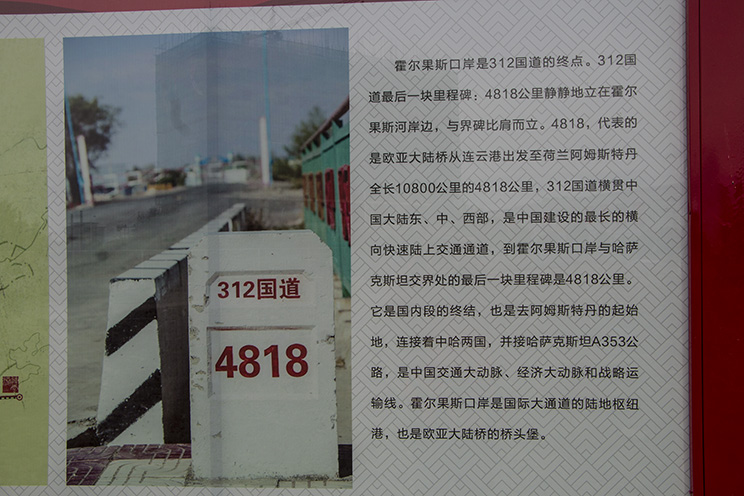 312国道
4818
霍尔果斯口岸是312国道的终点。312国
道最后一块里程碑：4818公里静静地立在霍尔
果斯河岸边，与界碑比肩而立。4818，代表的
是欧亚大陆桥从连云港出发至荷兰阿姆斯特丹
全长10800公里的4818公里，312国道横贯中
国大陆东、中、西部，是中国建设的最长的横
向快速陆上交通通道，到霍尔果斯口岸与哈萨
克斯坦交界处的最后一块里程碑是4818公里。
它是国内段的终结，也是去阿姆斯特丹的起始
地，连接着中哈两国，并接哈萨克斯坦A353公
路，是中国交通大动脉、经济大动脉和战略运
输线。霍尔果斯口岸是国际大通道的陆地枢纽
港，也是欧亚大陆桥的桥头堡。